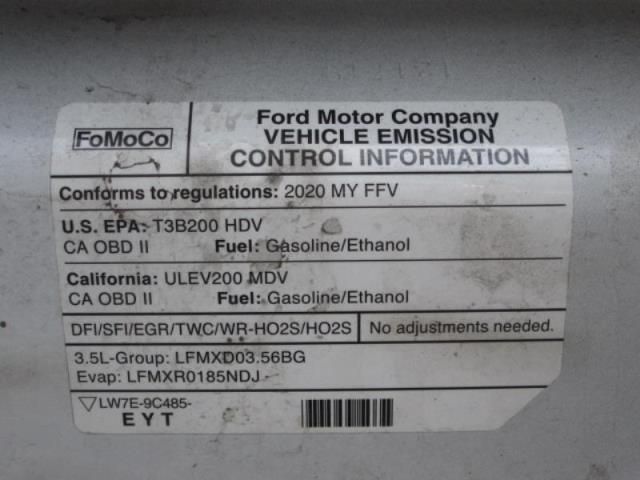 FoMoCo
Ford Motor Company
VEHICLE EMISSION
CONTROL INFORMATION
Conforms to regulations: 2020 MY FFV
U.S. EPA: T3B200 HDV
CA OBD II Fuel: Gasoline/Ethanol
California: ULEV200 MDV
CA OBD II Fuel: Gasoline/Ethanol
DFI/SFI/EGR/TWC/WR-HO2S/HO2S No adjustments needed.
3.5L-Group: LFMXD03.56BG
Evap: LFMXR0185NDJ
LW7E-9C485-
EYT